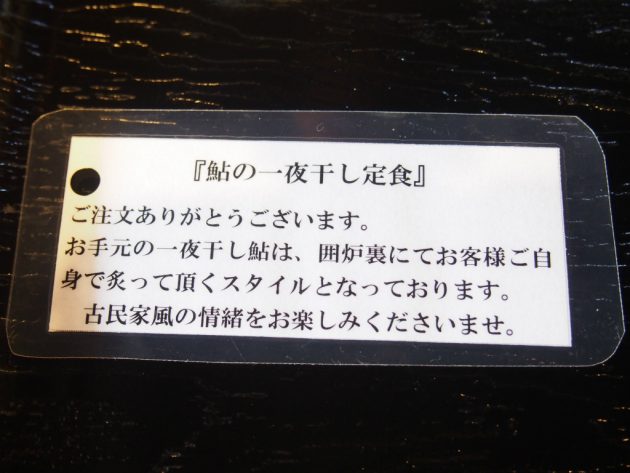 『鮎の一夜干し定食』
ご注文ありがとうございます。
お手元の一夜干し鮎は、囲炉裏にてお客様ご自
身で炙って頂くスタイルとなっております。
古民家風の情緒をお楽しみくださいませ。